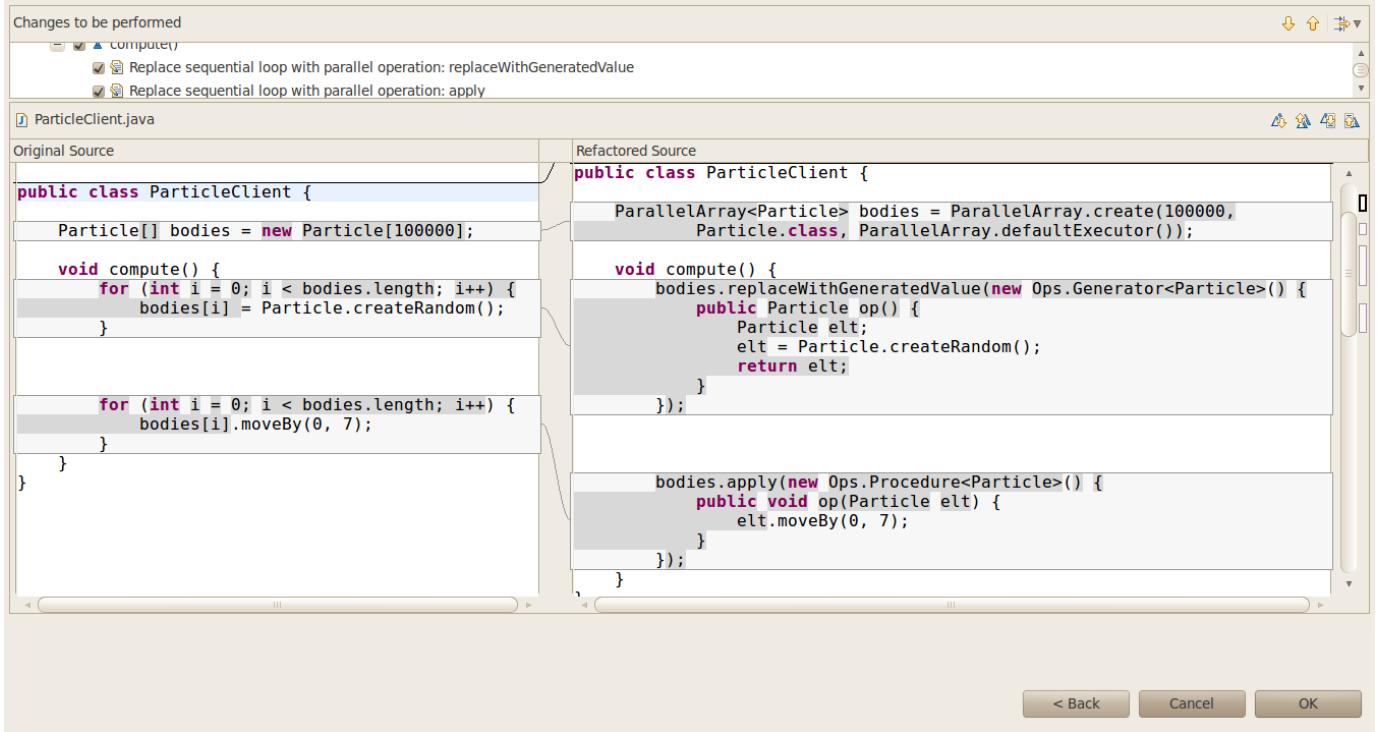 Changes to be performed
compute()
Replace sequential loop with parallel operation: replaceWithGeneratedValue
Replace sequential loop with parallel operation: apply
ParticleClient.java
Original Source
public class ParticleClient {
Particle[] bodies = new Particle[100000];
void compute() {
for (int i = 0; i < bodies.length; i++) {
bodies[i] = Particle.createRandom();
}
for (int i = 0; i < bodies.length; i++) {
bodies[i].moveBy(0, 7);
}
}
}
Refactored Source
public class ParticleClient {
ParallelArray<Particle> bodies = ParallelArray.create(100000,
Particle.class, ParallelArray.defaultExecutor());
void compute() {
bodies.replaceWithGeneratedValue(new Ops.Generator<Particle>() {
public Particle op() {
Particle elt;
elt = Particle.createRandom();
return elt;
}
});
bodies.apply(new Ops.Procedure<Particle>() {
public void op(Particle elt) {
elt.moveBy(0, 7);
}
});
}
}
< Back
Cancel
OK